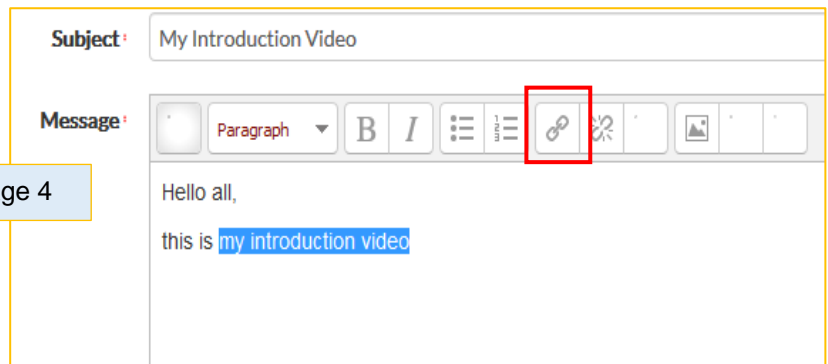 Subject
My Introduction Video
Message
Paragraph B I
ge 4
Hello all,
this is my introduction video